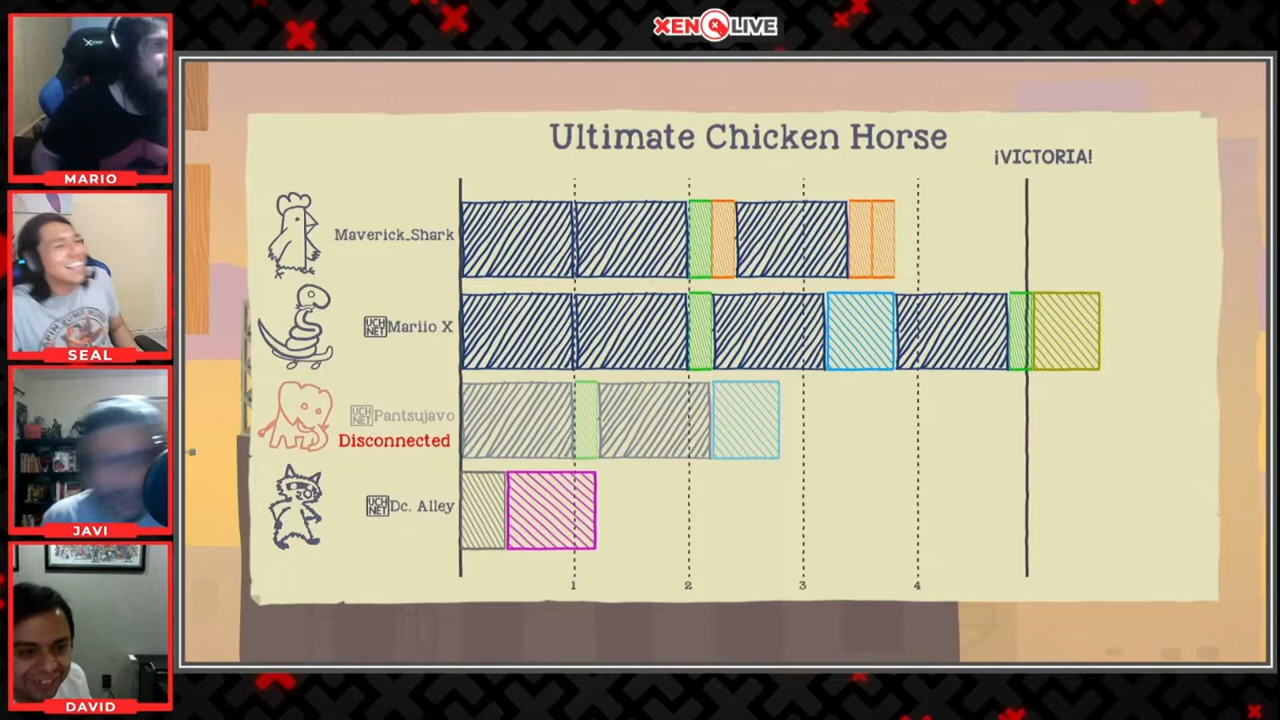 XENOLIVE
Ultimate Chicken Horse
¡VICTORIA!
Maverick_Shark
UCH NET Mariio X
UCH NET Pantsujavo
Disconnected
UCH NET Dc. Alley
1 2 3 4
MARIO
SEAL
JAVI
DAVID